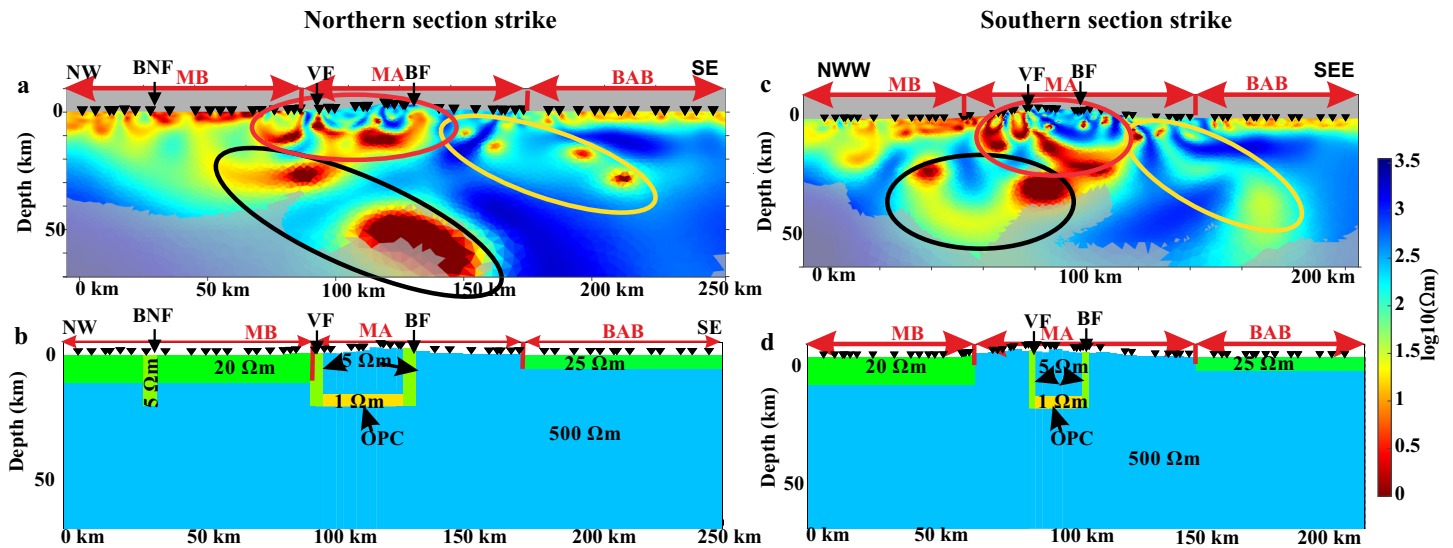 Northern section strike
Southern section strike
a
NW
BNF
MB
VF
MA
BF
BAB
SE
0
50
Depth (km)
0 km
50 km
100 km
150 km
200 km
250 km
c
NWW
MB
VF
MA
BF
BAB
SEE
0
50
Depth (km)
0 km
100 km
200 km
b
NW
BNF
MB
VF
MA
BF
BAB
SE
0
50
Depth (km)
5 Ωm
20 Ωm
5 Ωm
1 Ωm
OPC
25 Ωm
500 Ωm
0 km
50 km
100 km
150 km
200 km
250 km
d
MB
VF
MA
BF
BAB
0
50
Depth (km)
20 Ωm
5 Ωm
1 Ωm
OPC
25 Ωm
500 Ωm
0 km
50 km
100 km
150 km
200 km
3.5
3
2.5
2
1.5
1
0.5
0
log10(Ωm)